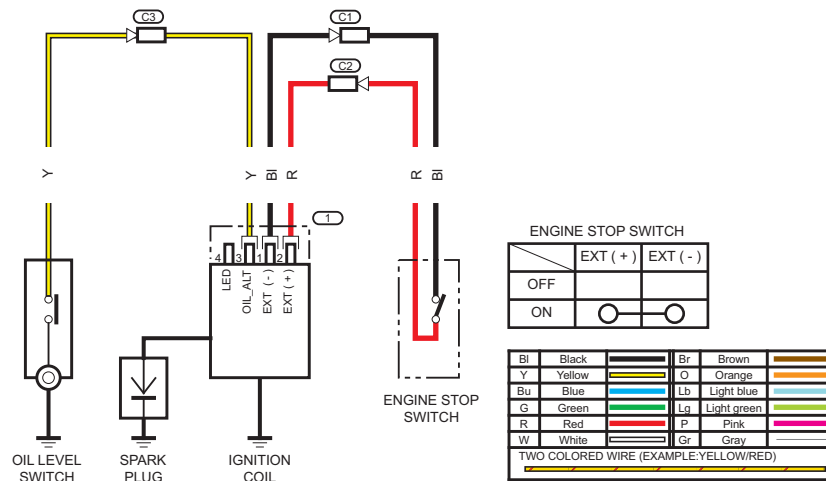 C3
C1
C2
Y
Y
Bl
R
R
Bl
1
4
3
1
2
LED
OIL_ALT
EXT ( - )
EXT ( + )
OIL LEVEL
SWITCH
SPARK
PLUG
IGNITION
COIL
ENGINE STOP
SWITCH
ENGINE STOP SWITCH
EXT ( + ) EXT ( - )
OFF
ON
Bl Black Br Brown
Y Yellow O Orange
Bu Blue Lb Light blue
G Green Lg Light green
R Red P Pink
W White Gr Gray
TWO COLORED WIRE (EXAMPLE:YELLOW/RED)